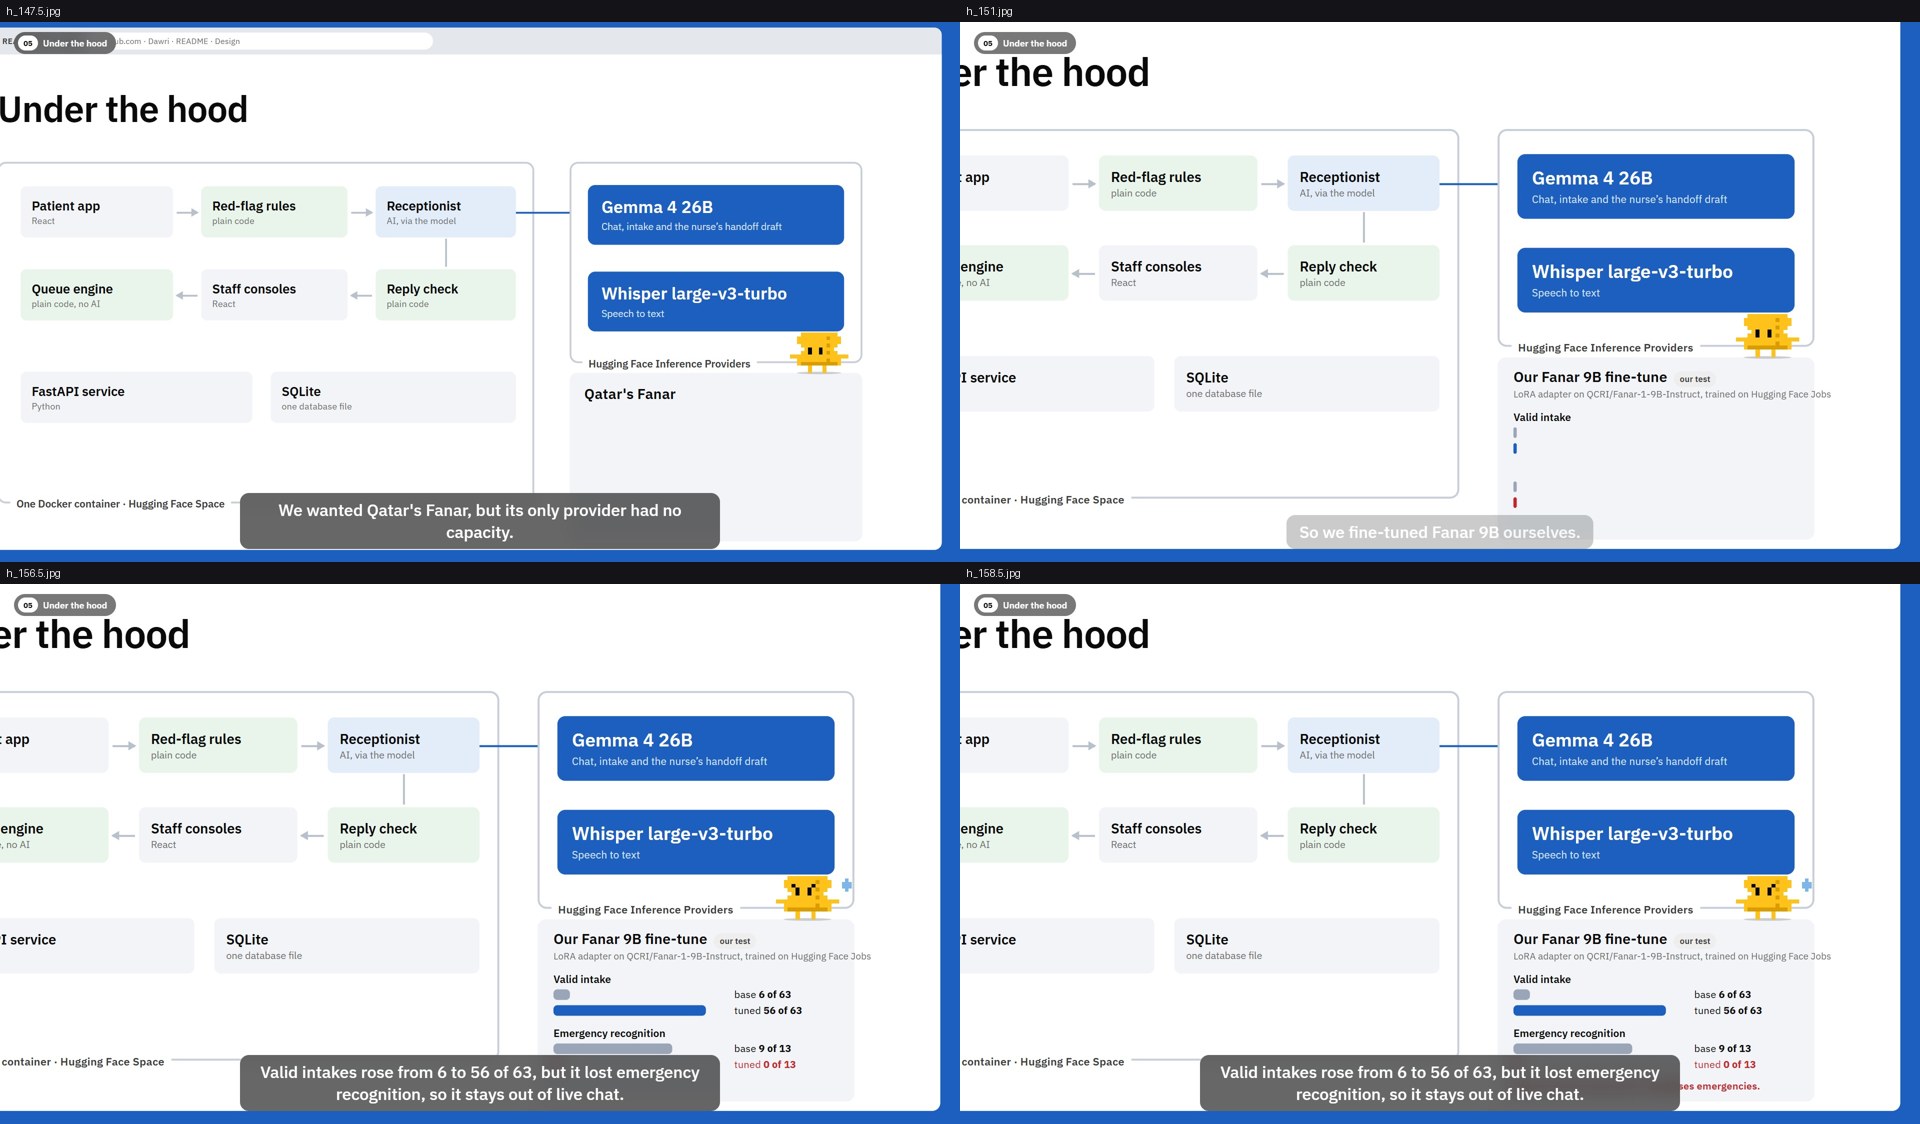 h_147.5.jpg
05 Under the hood
ub.com · Dawri · README · Design
Under the hood
Patient app
React
Red-flag rules
plain code
Receptionist
AI, via the model
Queue engine
plain code, no AI
Staff consoles
React
Reply check
plain code
FastAPI service
Python
SQLite
one database file
One Docker container · Hugging Face Space
Gemma 4 26B
Chat, intake and the nurse's handoff draft
Whisper large-v3-turbo
Speech to text
Hugging Face Inference Providers
Qatar's Fanar
We wanted Qatar's Fanar, but its only provider had no
capacity.
h_151.jpg
05 Under the hood
er the hood
t app
Red-flag rules
plain code
Receptionist
AI, via the model
engine
, no AI
Staff consoles
React
Reply check
plain code
I service
SQLite
one database file
container · Hugging Face Space
Gemma 4 26B
Chat, intake and the nurse's handoff draft
Whisper large-v3-turbo
Speech to text
Hugging Face Inference Providers
Our Fanar 9B fine-tune our test
LoRA adapter on QCRI/Fanar-1-9B-Instruct, trained on Hugging Face Jobs
Valid intake
So we fine-tuned Fanar 9B ourselves.
h_156.5.jpg
05 Under the hood
er the hood
t app
Red-flag rules
plain code
Receptionist
AI, via the model
engine
, no AI
Staff consoles
React
Reply check
plain code
I service
SQLite
one database file
container · Hugging Face Space
Gemma 4 26B
Chat, intake and the nurse's handoff draft
Whisper large-v3-turbo
Speech to text
Hugging Face Inference Providers
Our Fanar 9B fine-tune our test
LoRA adapter on QCRI/Fanar-1-9B-Instruct, trained on Hugging Face Jobs
Valid intake
base 6 of 63
tuned 56 of 63
Emergency recognition
base 9 of 13
tuned 0 of 13
Valid intakes rose from 6 to 56 of 63, but it lost emergency
recognition, so it stays out of live chat.
h_158.5.jpg
05 Under the hood
er the hood
t app
Red-flag rules
plain code
Receptionist
AI, via the model
engine
, no AI
Staff consoles
React
Reply check
plain code
I service
SQLite
one database file
container · Hugging Face Space
Gemma 4 26B
Chat, intake and the nurse's handoff draft
Whisper large-v3-turbo
Speech to text
Hugging Face Inference Providers
Our Fanar 9B fine-tune our test
LoRA adapter on QCRI/Fanar-1-9B-Instruct, trained on Hugging Face Jobs
Valid intake
base 6 of 63
tuned 56 of 63
Emergency recognition
base 9 of 13
tuned 0 of 13
ses emergencies.
Valid intakes rose from 6 to 56 of 63, but it lost emergency
recognition, so it stays out of live chat.